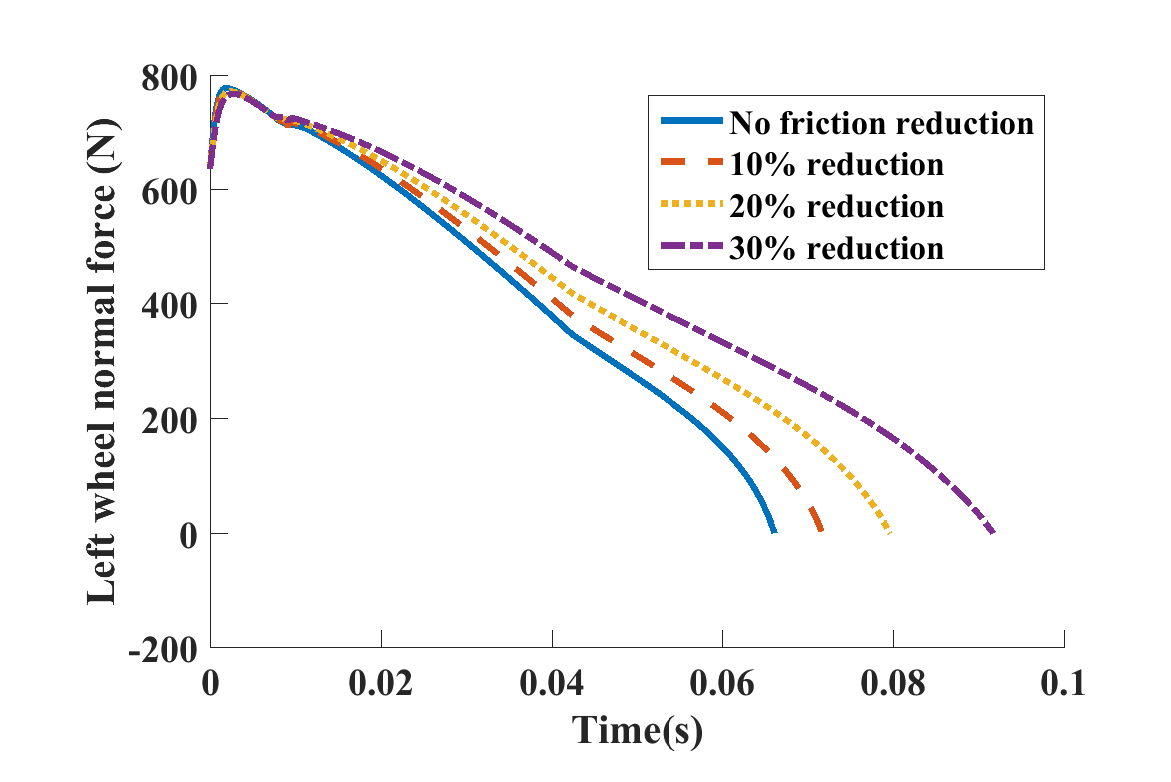 800
600
400
200
0
-200
Left wheel normal force (N)
No friction reduction
10% reduction
20% reduction
30% reduction
0 0.02 0.04 0.06 0.08 0.1
Time(s)